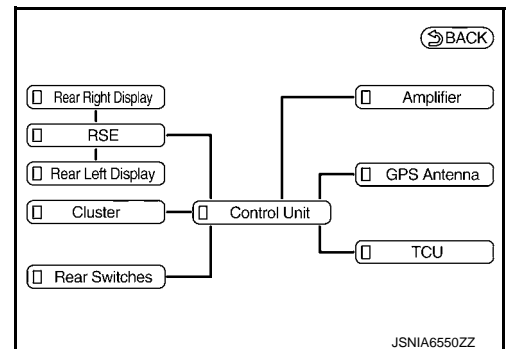 BACK
Rear Right Display
Amplifier
RSE
Rear Left Display
GPS Antenna
Cluster
Control Unit
TCU
Rear Switches
JSNIA6550ZZ